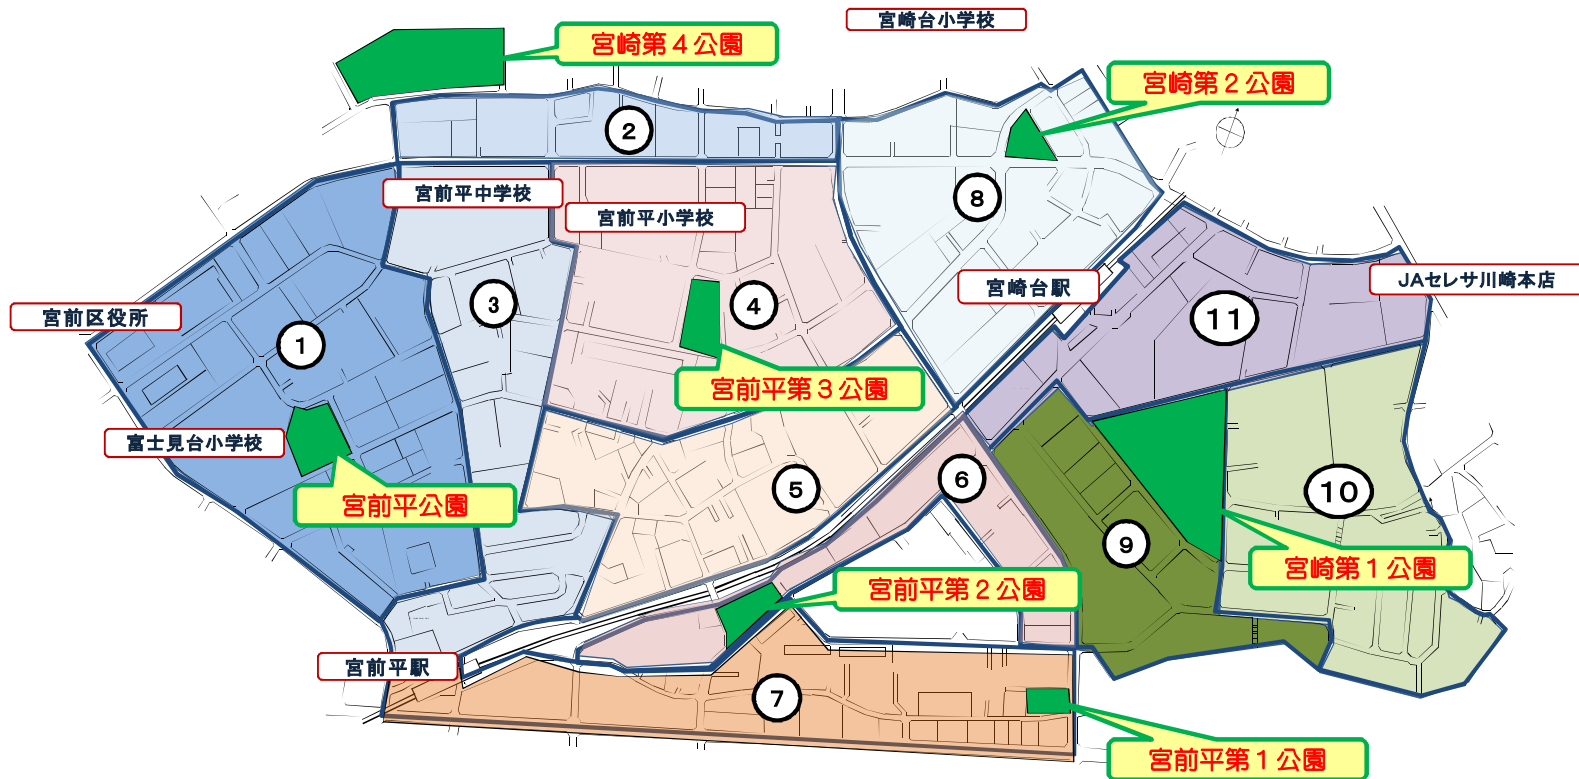 宮崎台小学校
宮崎第4公園
宮崎第2公園
2
宮前平中学校
宮前平小学校
8
宮崎台駅
JAセレサ川崎本店
宮前区役所
3
4
11
1
宮前平第3公園
富士見台小学校
宮前平公園
5
6
10
9
宮崎第1公園
宮前平第2公園
宮前平駅
7
宮前平第1公園